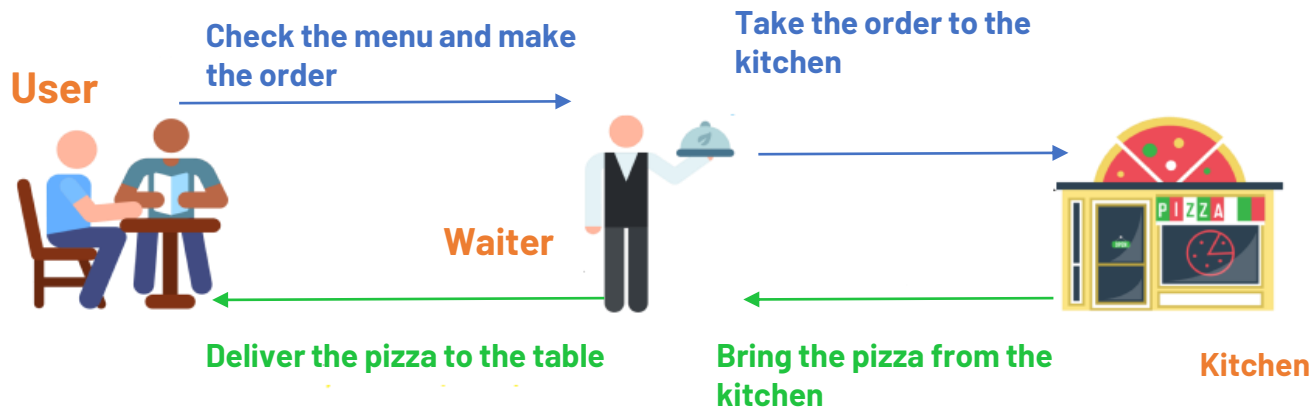 Check the menu and make
the order
Take the order to the
kitchen
User
PIZZA
OPEN
Waiter
Deliver the pizza to the table
Bring the pizza from the
kitchen
Kitchen